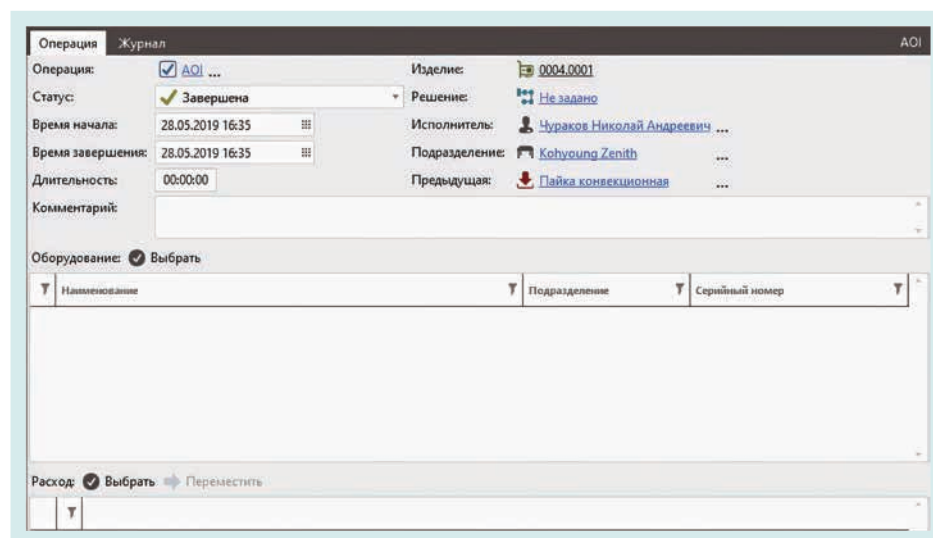 Операция Журнал AOI
Операция: AOI ... Изделие: 0004.0001
Статус: Завершена Решение: Не задано
Время начала: 28.05.2019 16:35 Исполнитель: Чураков Николай Андреевич ...
Время завершения: 28.05.2019 16:35 Подразделение: Kohyoung Zenith ...
Длительность: 00:00:00 Предыдущая: Пайка конвекционная ...
Комментарий:
Оборудование: Выбрать
Наименование Подразделение Серийный номер
Расход: Выбрать Переместить